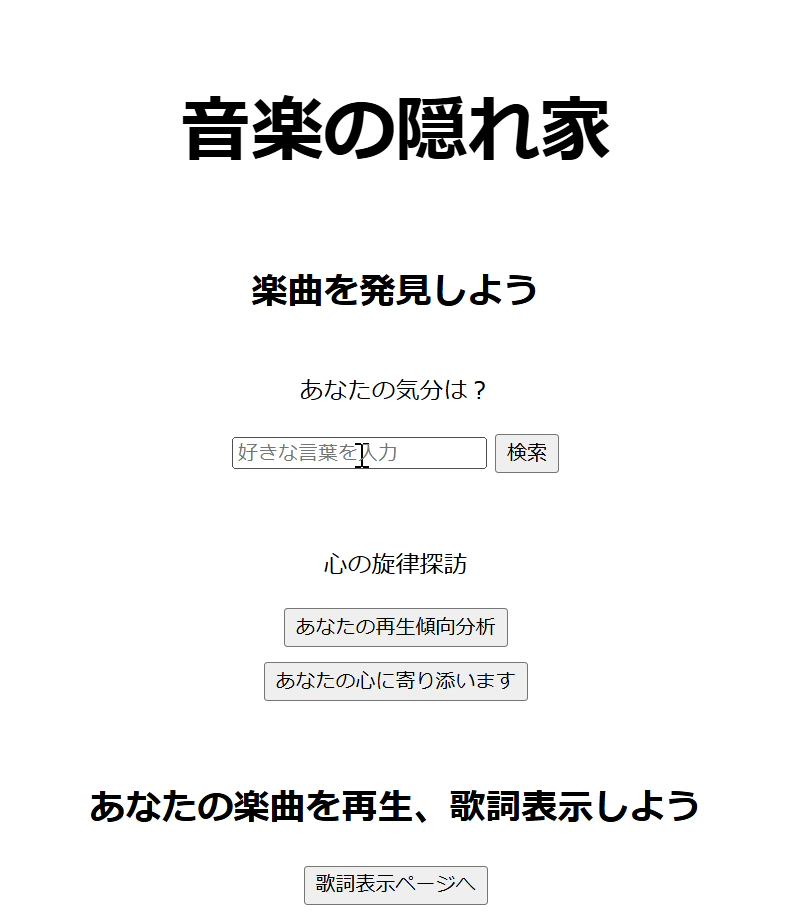 音楽の隠れ家
楽曲を発見しよう
あなたの気分は？
好きな言葉を入力 検索
心の旋律探訪
あなたの再生傾向分析
あなたの心に寄り添います
あなたの楽曲を再生、歌詞表示しよう
歌詞表示ページへ